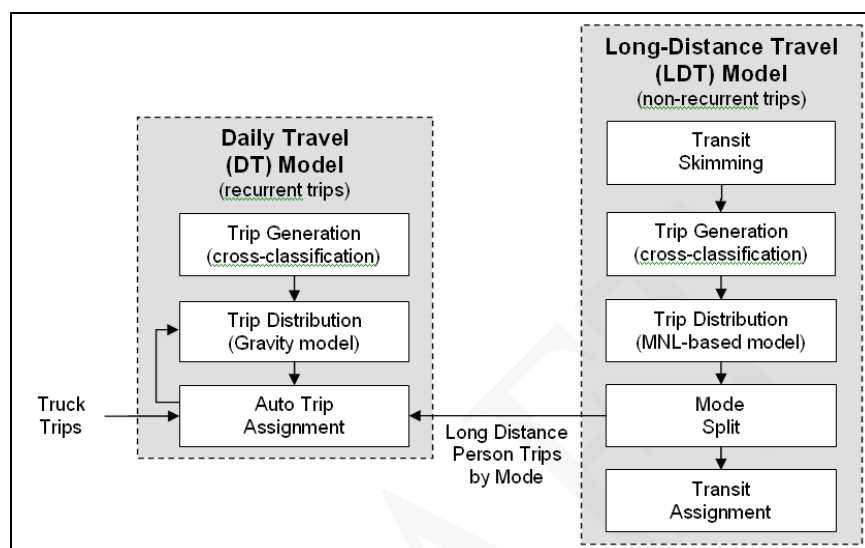 Daily Travel
(DT) Model
(recurrent trips)
Trip Generation
(cross-classification)
Trip Distribution
(Gravity model)
Auto Trip
Assignment
Truck
Trips
Long Distance
Person Trips
by Mode
Long-Distance Travel
(LDT) Model
(non-recurrent trips)
Transit
Skimming
Trip Generation
(cross-classification)
Trip Distribution
(MNL-based model)
Mode
Split
Transit
Assignment